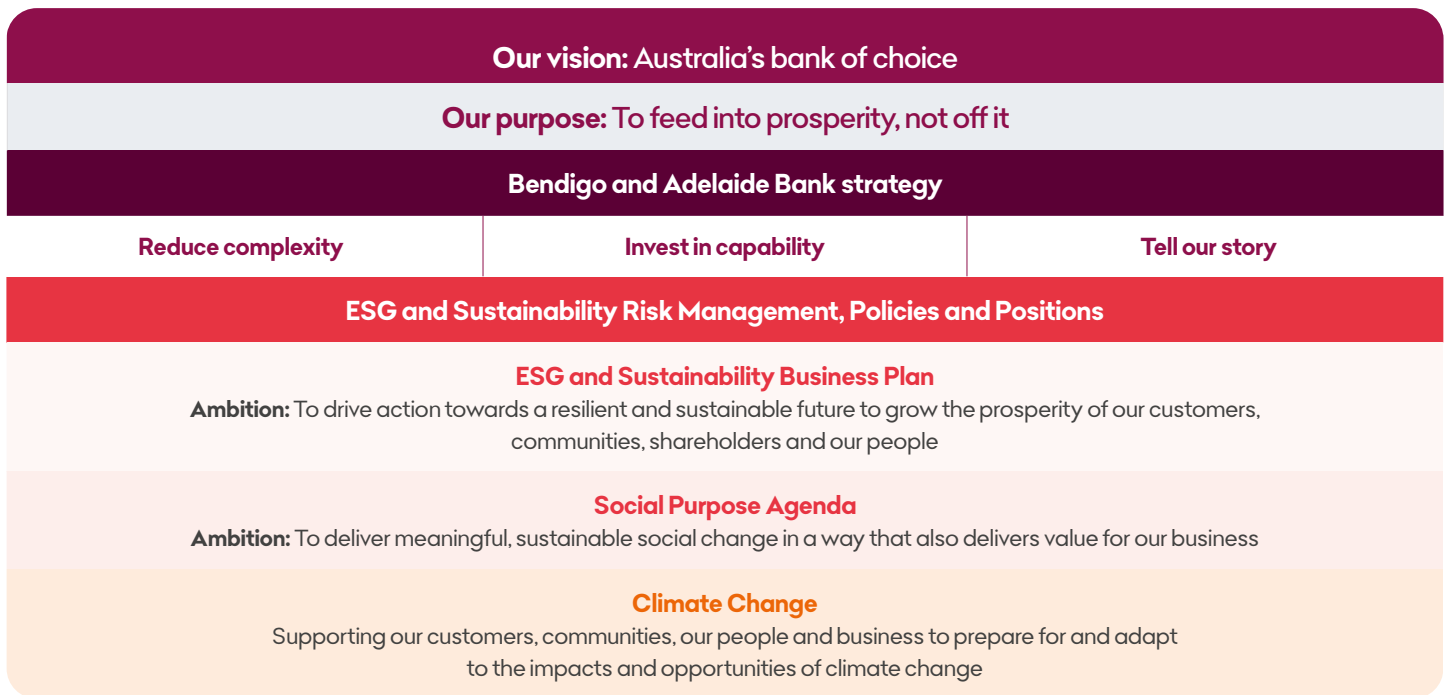 Our vision: Australia’s bank of choice
Our purpose: To feed into prosperity, not off it
Bendigo and Adelaide Bank strategy
Reduce complexity
Invest in capability
Tell our story
ESG and Sustainability Risk Management, Policies and Positions
ESG and Sustainability Business Plan
Ambition: To drive action towards a resilient and sustainable future to grow the prosperity of our customers,
communities, shareholders and our people
Social Purpose Agenda
Ambition: To deliver meaningful, sustainable social change in a way that also delivers value for our business
Climate Change
Supporting our customers, communities, our people and business to prepare for and adapt
to the impacts and opportunities of climate change